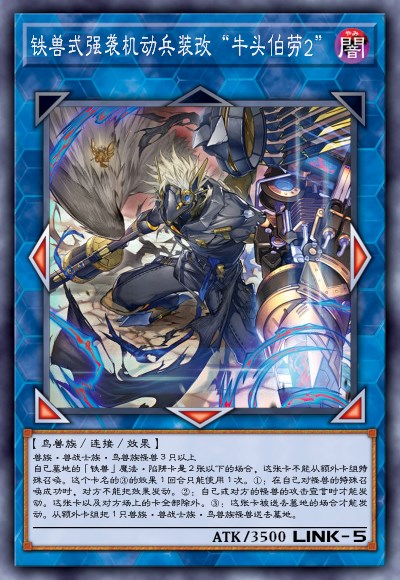 铁兽式强袭机动兵装改“牛头伯劳2”
やみ
闇
【鸟兽族／连接／效果】
兽族・兽战士族・鸟兽族怪兽3只以上
自己墓地的「铁兽」魔法・陷阱卡是2张以下的场合，这张卡不能从额外卡组特
殊召唤。这个卡名的③的效果1回合只能使用1次。①：在自己对怪兽的特殊召
唤成功时，对方不能把效果发动。②：自己或对方的怪兽的攻击宣言时才能发
动。这张卡以及对方场上的卡全部除外。③：这张卡被送去墓地的场合才能发
动。从额外卡组把1只兽族・兽战士族・鸟兽族怪兽送去墓地。
ATK/3500 LINK-5